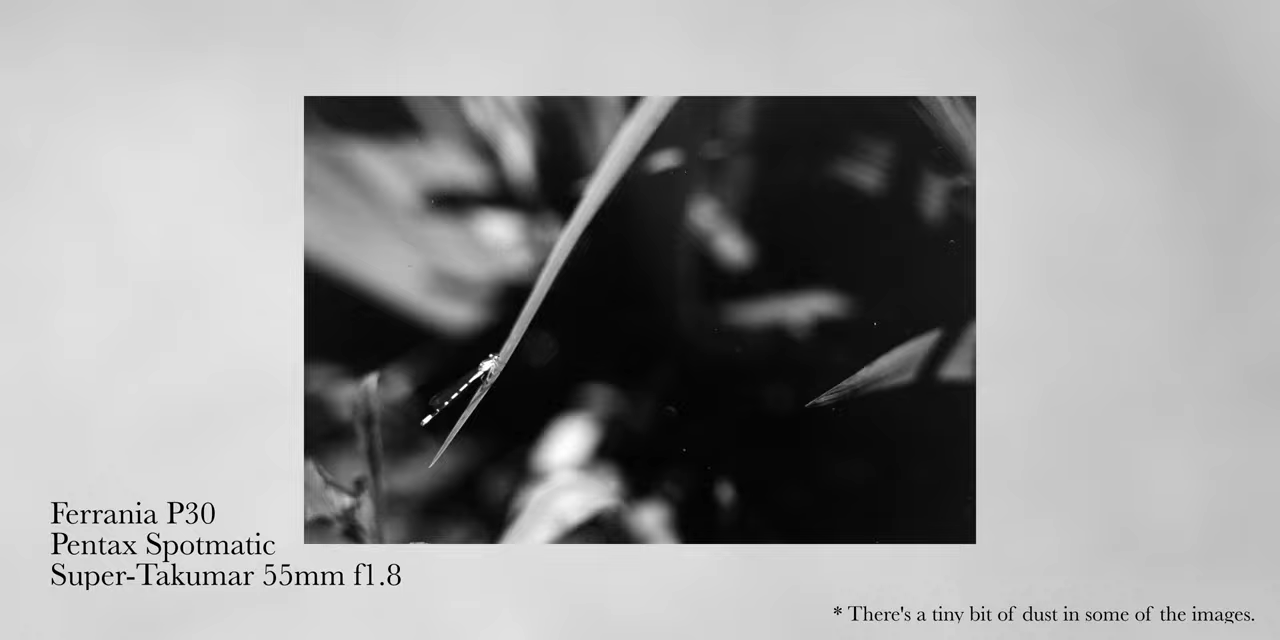 Ferrania P30
Pentax Spotmatic
Super-Takumar 55mm f1.8
* There's a tiny bit of dust in some of the images.